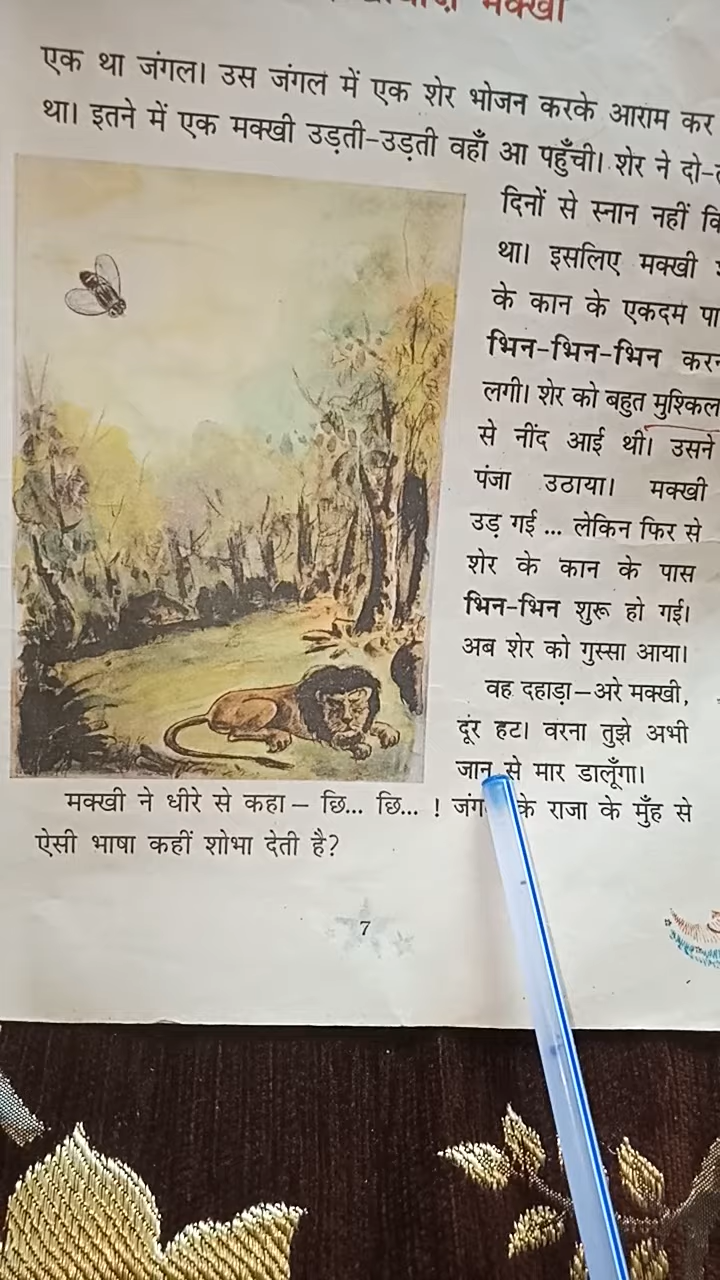 मक्खी
एक था जंगल। उस जंगल में एक शेर भोजन करके आराम कर
था। इतने में एक मक्खी उड़ती-उड़ती वहाँ आ पहुँची। शेर ने दो-
दिनों से स्नान नहीं
था। इसलिए मक्खी
के कान के एकदम
भिन-भिन-भिन
लगी। शेर को बहुत मुश्किल
से नींद आई थी। उसने
पंजा उठाया। मक्खी
उड़ गई ... लेकिन फिर से
शेर के कान के पास
भिन-भिन शुरू हो गई।
अब शेर को गुस्सा आया।
वह दहाड़ा—अरे मक्खी,
दूर हट। वरना तुझे अभी
जान से मार डालूँगा।
मक्खी ने धीरे से कहा – छि... छि... ! के राजा के मुँह से
ऐसी भाषा कहीं शोभा देती है?
7